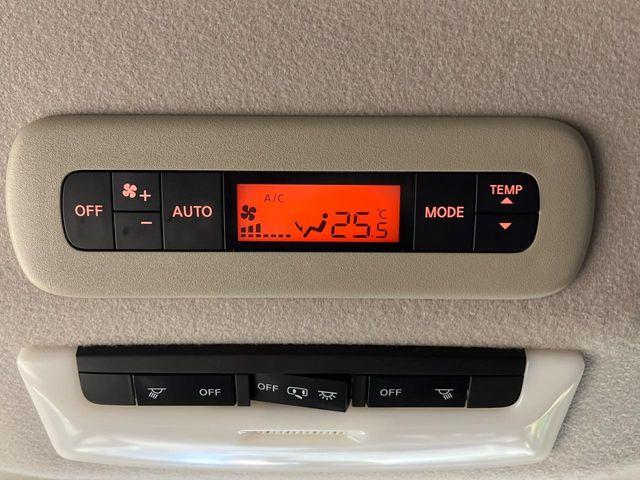 OFF
+
-
AUTO
A/C
25.5 °C
MODE
TEMP
OFF
OFF
OFF